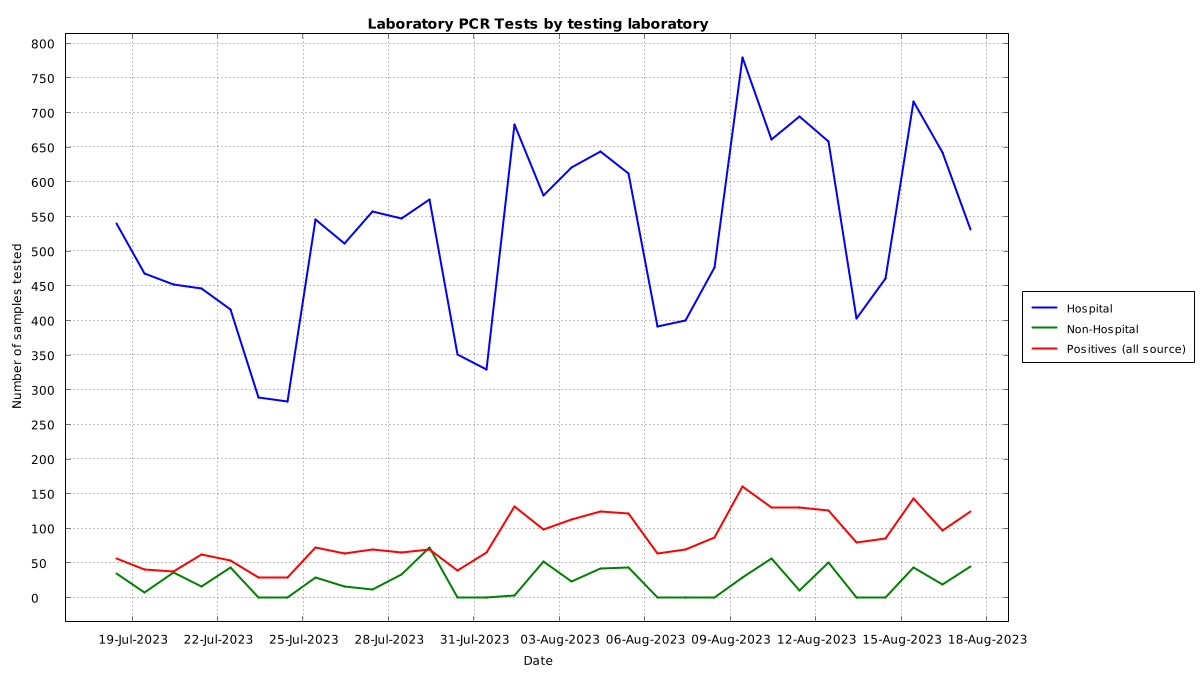 Laboratory PCR Tests by testing laboratory
800
750
700
650
600
550
500
450
400
350
300
250
200
150
100
50
0
Number of samples tested
19-Jul-2023 22-Jul-2023 25-Jul-2023 28-Jul-2023 31-Jul-2023 03-Aug-2023 06-Aug-2023 09-Aug-2023 12-Aug-2023 15-Aug-2023 18-Aug-2023
Date
Hospital
Non-Hospital
Positives (all source)